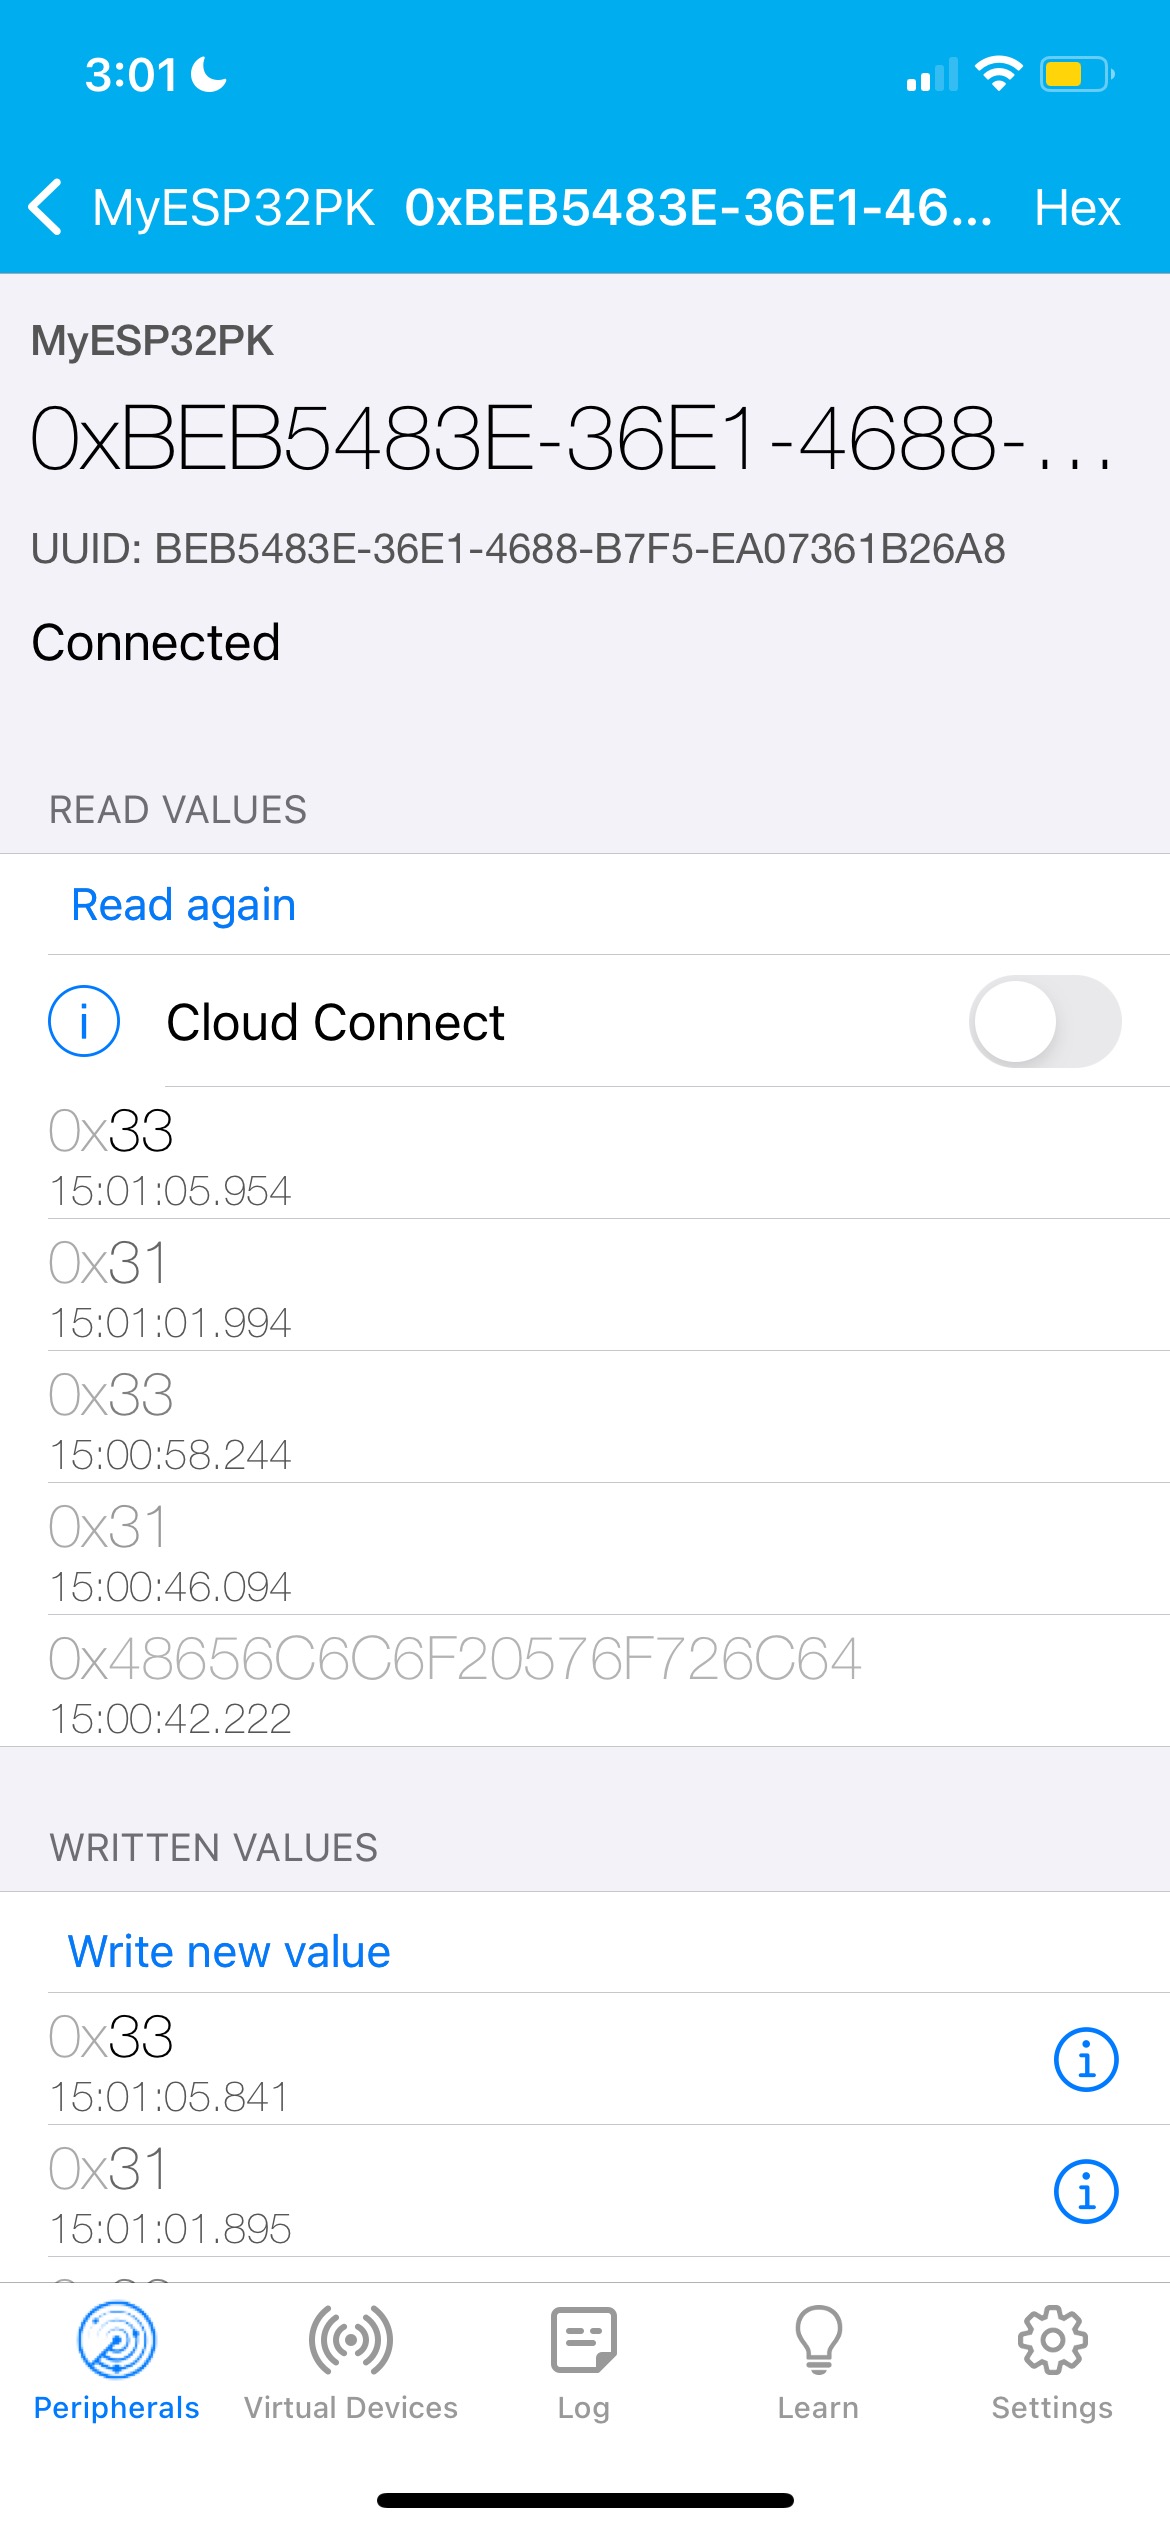 3:01
MyESP32PK 0xBEB5483E-36E1-46... Hex
MyESP32PK
0xBEB5483E-36E1-4688-...
UUID: BEB5483E-36E1-4688-B7F5-EA07361B26A8
Connected
READ VALUES
Read again
Cloud Connect
0x33
15:01:05.954
0x31
15:01:01.994
0x33
15:00:58.244
0x31
15:00:46.094
0x48656C6C6F20576F726C64
15:00:42.222
WRITTEN VALUES
Write new value
0x33
15:01:05.841
0x31
15:01:01.895
Peripherals Virtual Devices Log Learn Settings